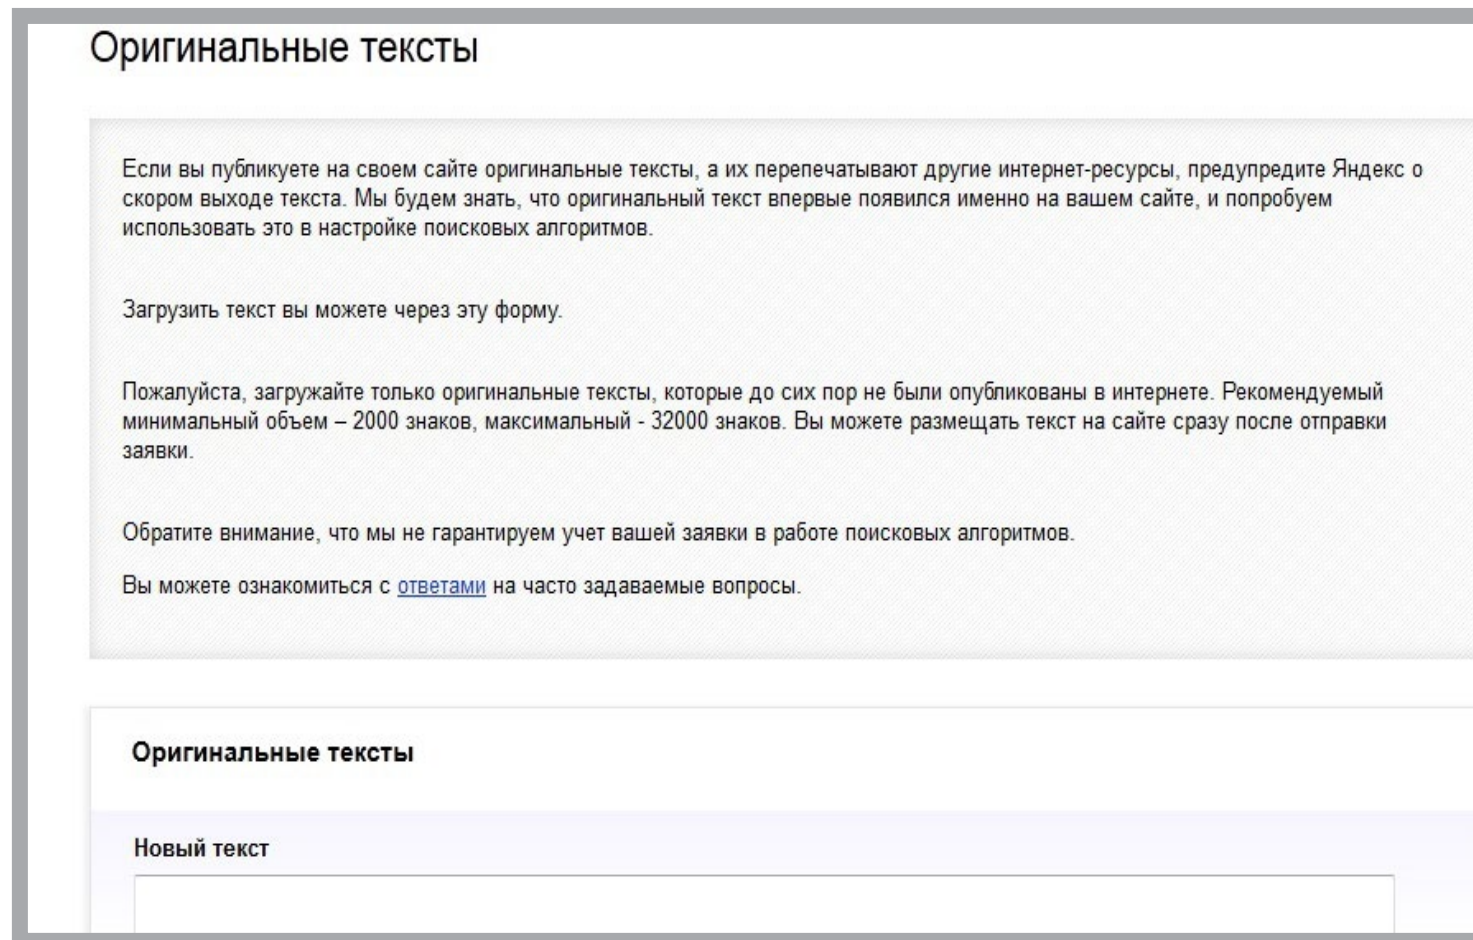 Оригинальные тексты
Если вы публикуете на своем сайте оригинальные тексты, а их перепечатывают другие интернет-ресурсы, предупредите Яндекс о
скором выходе текста. Мы будем знать, что оригинальный текст впервые появился именно на вашем сайте, и попробуем
использовать это в настройке поисковых алгоритмов.
Загрузить текст вы можете через эту форму.
Пожалуйста, загружайте только оригинальные тексты, которые до сих пор не были опубликованы в интернете. Рекомендуемый
минимальный объем – 2000 знаков, максимальный - 32000 знаков. Вы можете размещать текст на сайте сразу после отправки
заявки.
Обратите внимание, что мы не гарантируем учет вашей заявки в работе поисковых алгоритмов.
Вы можете ознакомиться с ответами на часто задаваемые вопросы.
Оригинальные тексты
Новый текст